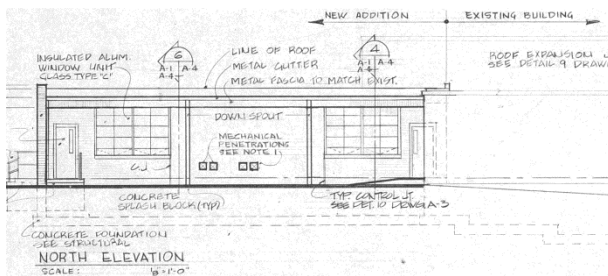 NEW ADDITION
EXISTING BUILDING
INSULATED ALUM.
WINDOW UNIT
GLASS TYPE 'C'
6
A-1 A-4
A-4
LINE OF ROOF
METAL GUTTER
METAL FASCIA TO MATCH EXIST.
4
A-1 A-4
A-4
ROOF EXPANSION
SEE DETAIL 9 DRAW
DOWN SPOUT
MECHANICAL
PENETRATIONS
SEE NOTE 1
CJ
CONCRETE
SPLASH BLOCK (TYP)
TYP. CONTROL JT.
SEE DET. 10 DRWG A-3
CONCRETE FOUNDATION
SEE STRUCTURAL
NORTH ELEVATION
SCALE: 1/8"=1'-0"